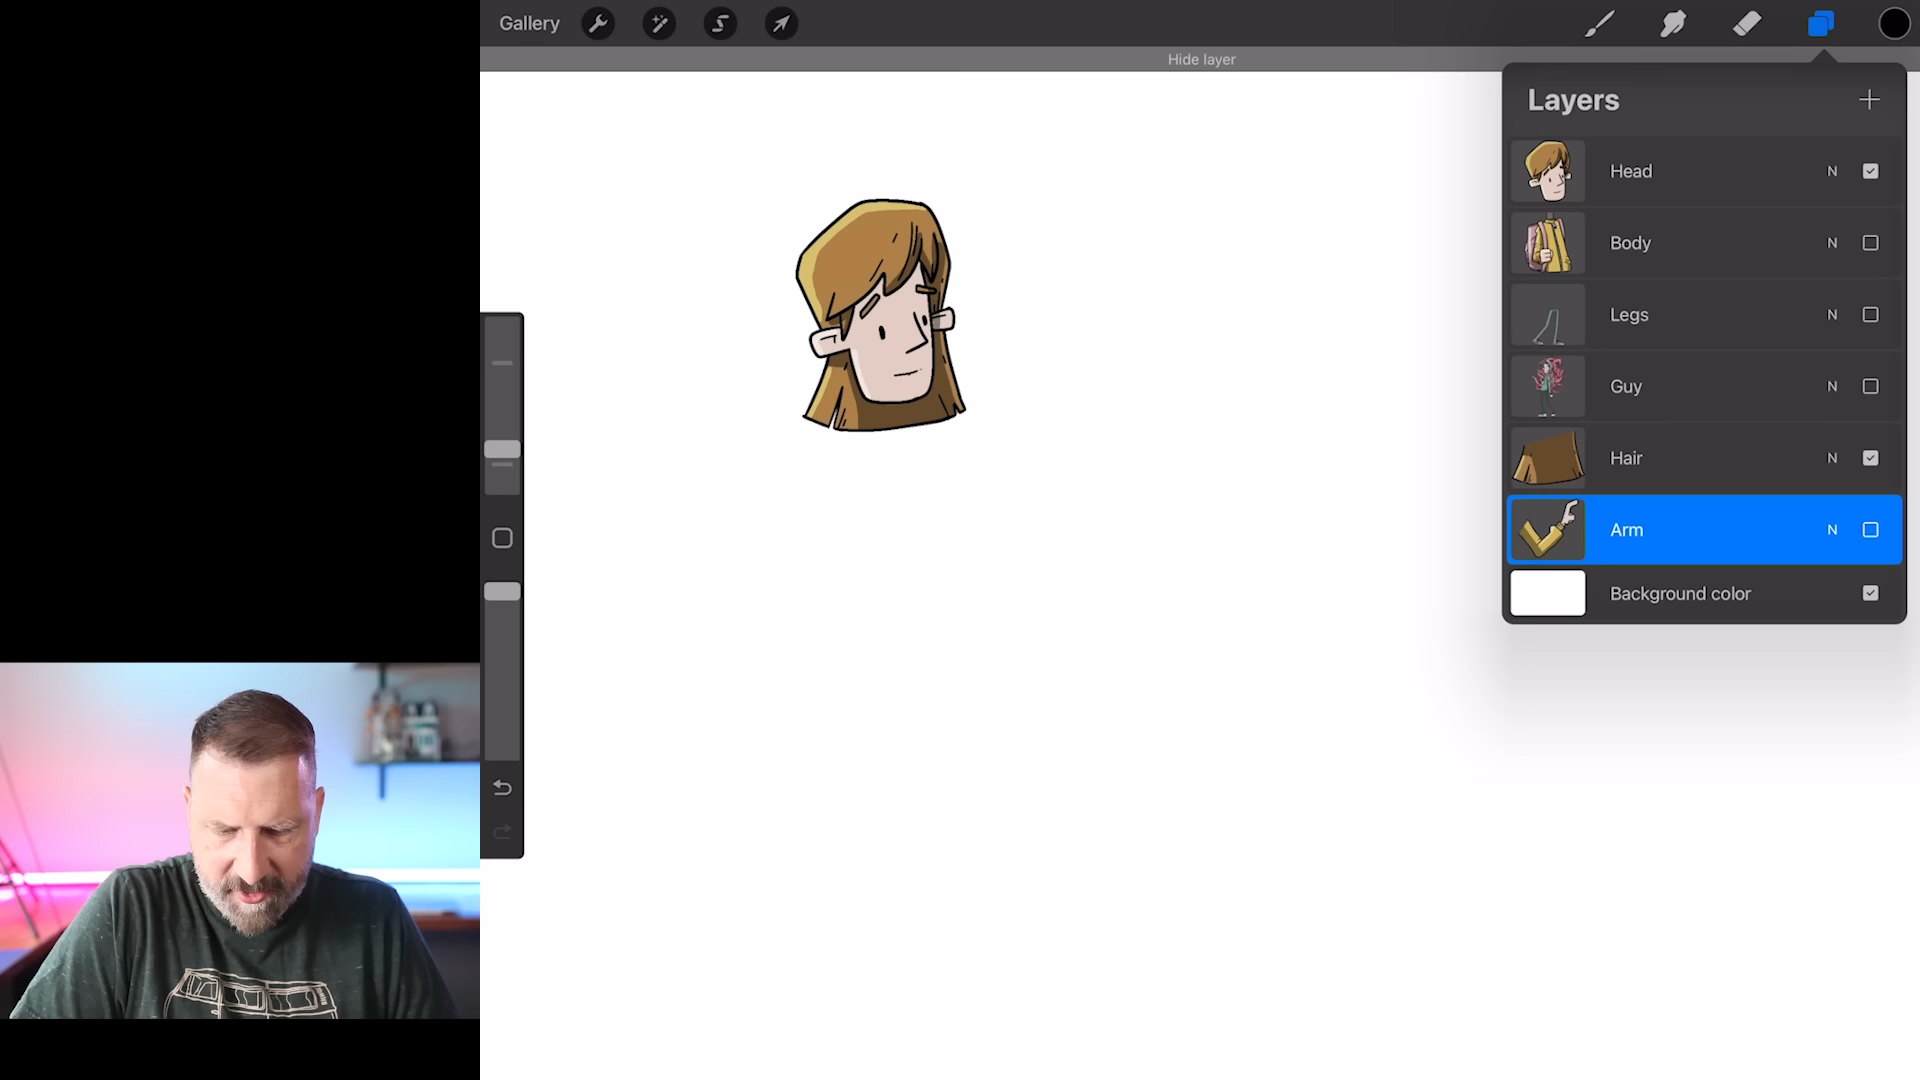 Gallery
Hide layer
Layers
Head N
Body N
Legs N
Guy N
Hair N
Arm N
Background color